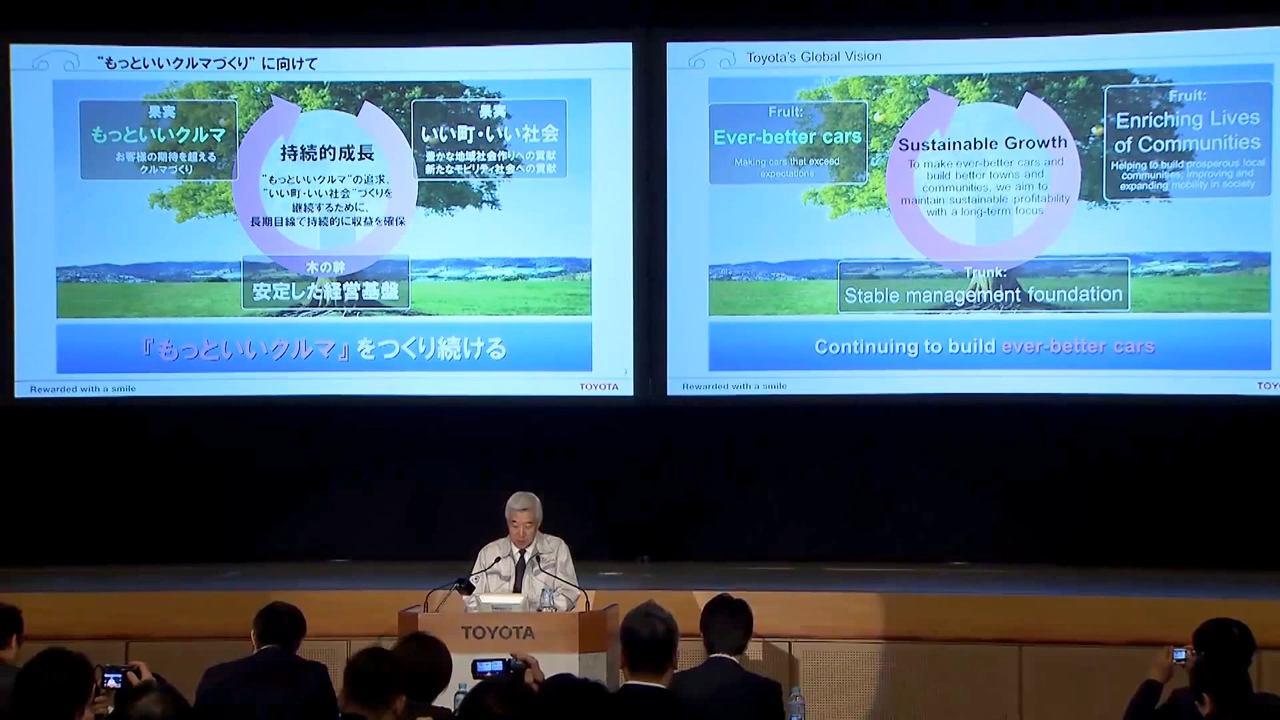 “もっといいクルマづくり” に向けて
果実
もっといいクルマ
お客様の期待を超える
クルマづくり
果実
いい町・いい社会
豊かな地域社会作りへの貢献
新たなモビリティ社会への貢献
持続的成長
“もっといいクルマ”の追求、
“いい町・いい社会”づくりを
継続するために、
長期目線で持続的に収益を確保
木の幹
安定した経営基盤
『もっといいクルマ』をつくり続ける
Rewarded with a smile
TOYOTA
Toyota's Global Vision
Fruit:
Ever-better cars
Making cars that exceed
expectations
Sustainable Growth
To make ever-better cars and
build better towns and
communities, we aim to
maintain sustainable profitability
with a long-term focus
Fruit:
Enriching Lives
of Communities
Helping to build prosperous local
communities; improving and
expanding mobility in society
Trunk:
Stable management foundation
Continuing to build ever-better cars
Rewarded with a smile
TOY
TOYOTA